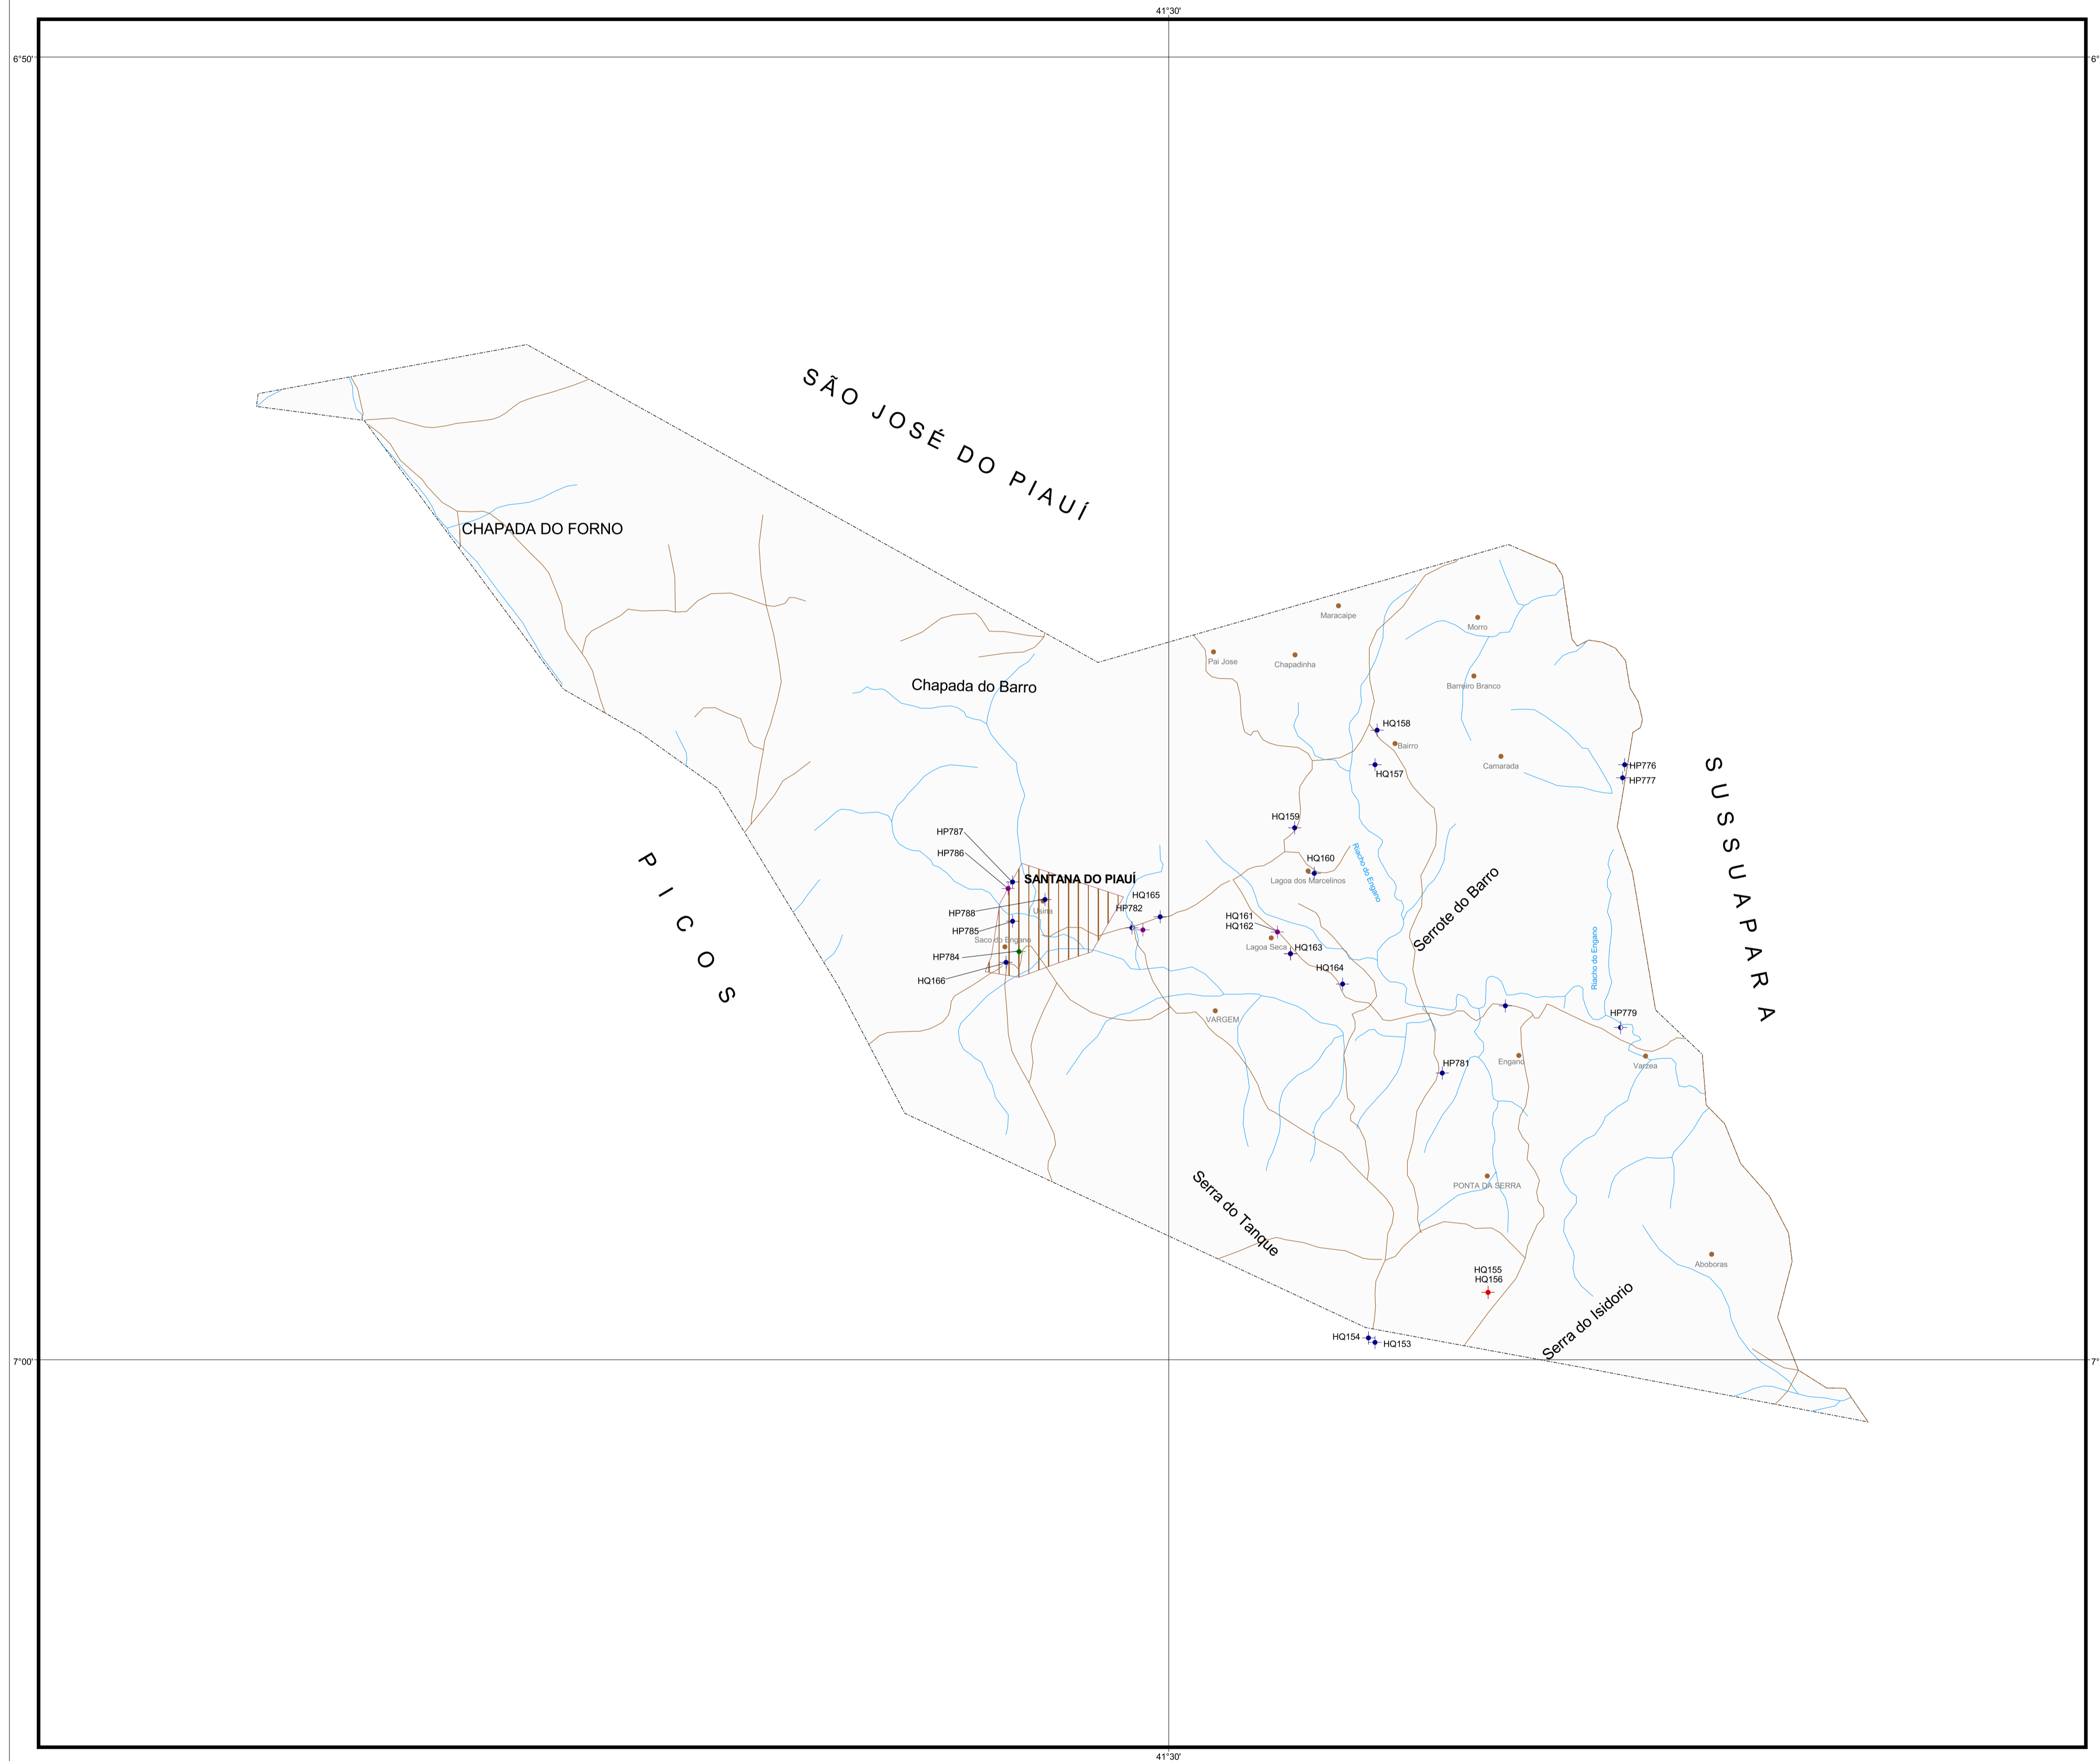 41°30'
6°50'
6°
SÃO JOSÉ DO PIAUÍ
CHAPADA DO FORNO
Maracaipe
Morro
Pai Jose
Chapadinha
Chapada do Barro
Barreiro Branco
HQ158
Bairro
Camarada
HP776
HQ157
HP777
SUSSUAPARA
HQ159
HP787
HP786
PICOS
HQ160
Riacho do Engano
SANTANA DO PIAUÍ
Lagoa dos Marcelinos
Serrote do Barro
HQ165
HP782
HP788
Usina
HQ161
HQ162
HP785
Saco do Engano
Lagoa Seca
HQ163
HP784
Riacho do Engano
HQ164
HQ166
VARGEM
HP779
HP781
Engano
Varzea
Serra do Tanque
PONTA DA SERRA
Aboboras
HQ155
HQ156
Serra do Isidorio
HQ154
HQ153
7°00'
7°
41°30'